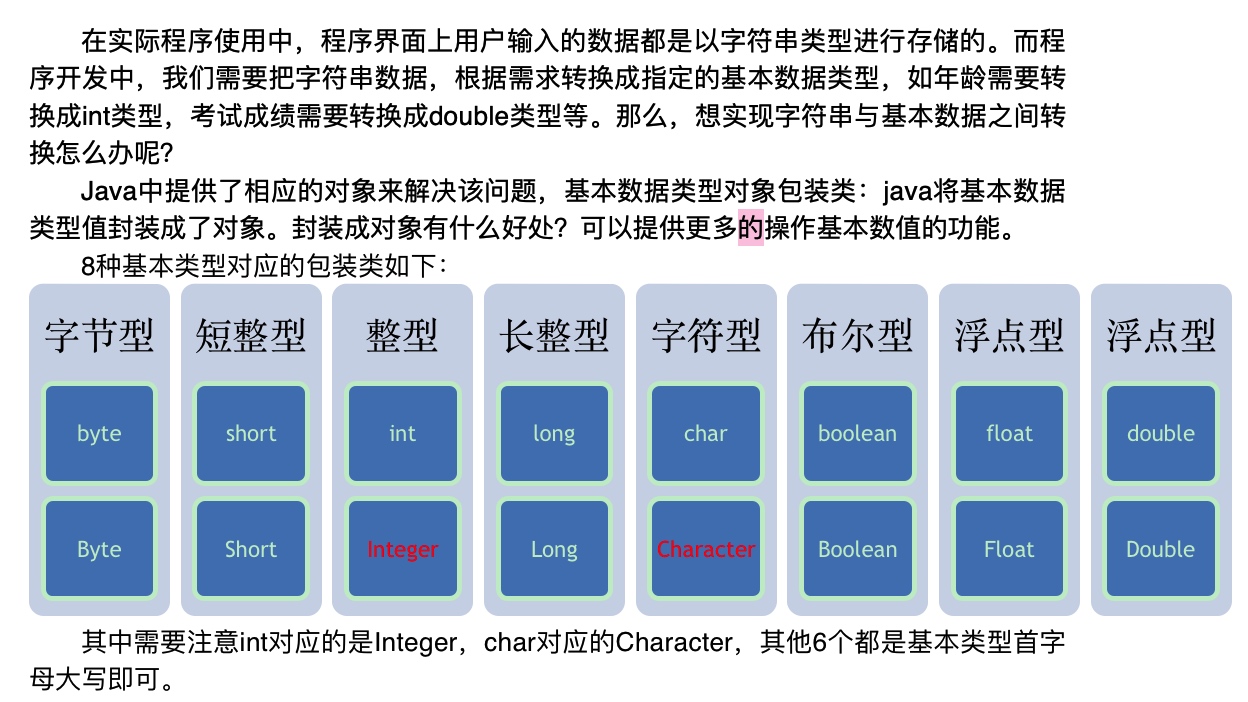 在实际程序使用中，程序界面上用户输入的数据都是以字符串类型进行存储的。而程
序开发中，我们需要把字符串数据，根据需求转换成指定的基本数据类型，如年龄需要转
换成int类型，考试成绩需要转换成double类型等。那么，想实现字符串与基本数据之间转
换怎么办呢？
Java中提供了相应的对象来解决该问题，基本数据类型对象包装类：java将基本数据
类型值封装成了对象。封装成对象有什么好处？可以提供更多的操作基本数值的功能。
8种基本类型对应的包装类如下：
字节型 短整型 整型 长整型 字符型 布尔型 浮点型 浮点型
byte short int long char boolean float double
Byte Short Integer Long Character Boolean Float Double
其中需要注意int对应的是Integer，char对应的Character，其他6个都是基本类型首字
母大写即可。